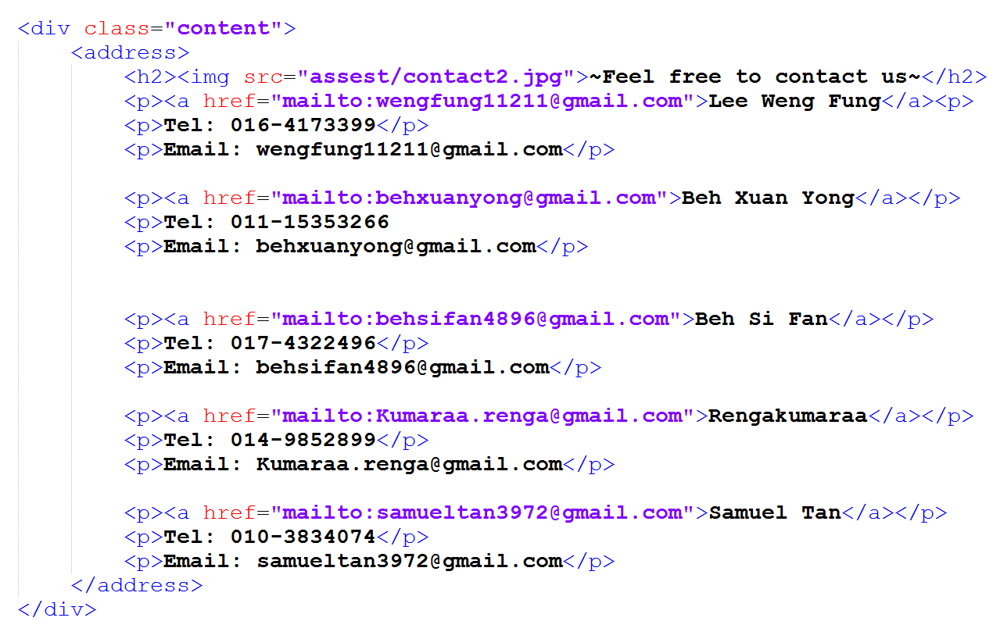 <div class="content">
<address>
<h2><img src="assest/contact2.jpg">~Feel free to contact us~</h2>
<p><a href="mailto:wengfung11211@gmail.com">Lee Weng Fung</a><p>
<p>Tel: 016-4173399</p>
<p>Email: wengfung11211@gmail.com</p>
<p><a href="mailto:behxuanyong@gmail.com">Beh Xuan Yong</a></p>
<p>Tel: 011-15353266
<p>Email: behxuanyong@gmail.com</p>
<p><a href="mailto:behsifan4896@gmail.com">Beh Si Fan</a></p>
<p>Tel: 017-4322496</p>
<p>Email: behsifan4896@gmail.com</p>
<p><a href="mailto:Kumaraa.renga@gmail.com">Rengakumaraa</a></p>
<p>Tel: 014-9852899</p>
<p>Email: Kumaraa.renga@gmail.com</p>
<p><a href="mailto:samueltan3972@gmail.com">Samuel Tan</a></p>
<p>Tel: 010-3834074</p>
<p>Email: samueltan3972@gmail.com</p>
</address>
</div>